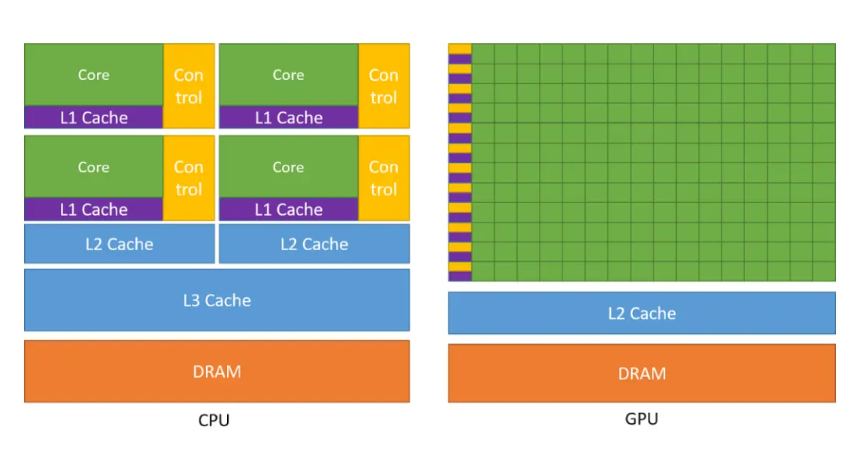 Core
Con
trol
Core
Con
trol
L1 Cache
L1 Cache
Core
Con
trol
Core
Con
trol
L1 Cache
L1 Cache
L2 Cache
L2 Cache
L3 Cache
DRAM
CPU
L2 Cache
DRAM
GPU